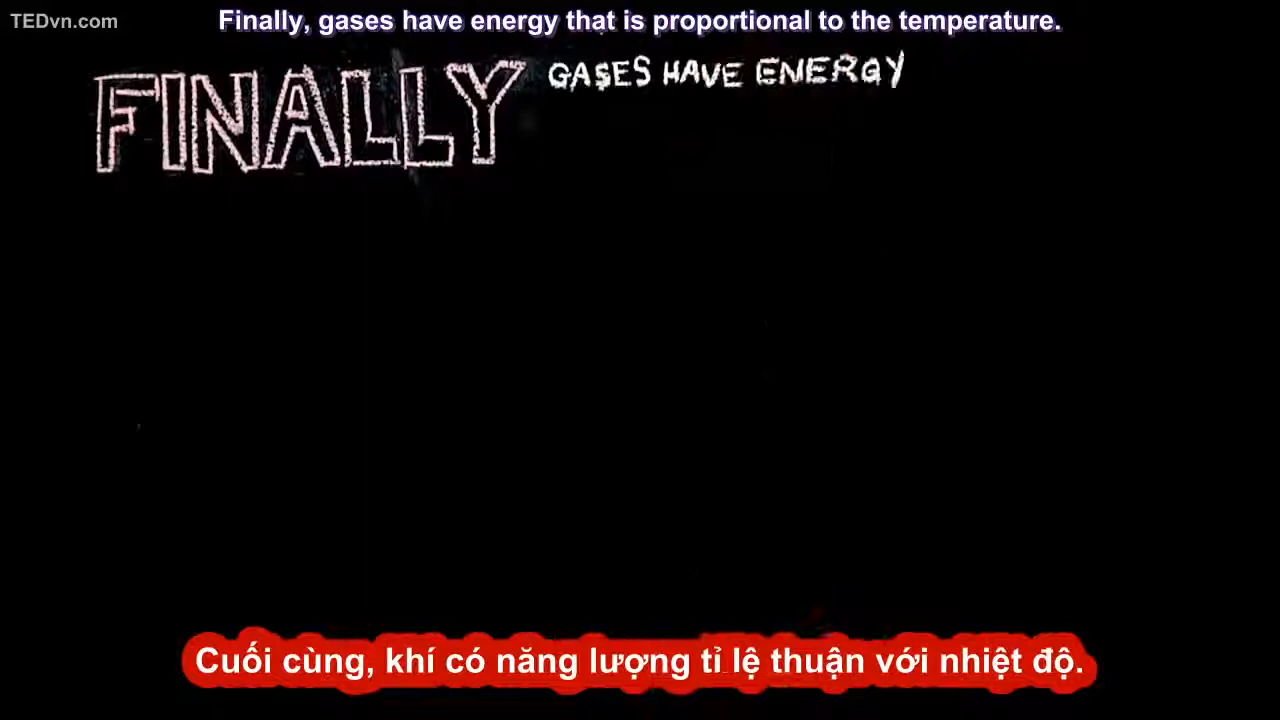 TEDvn.com
Finally, gases have energy that is proportional to the temperature.
FINALLY GASES HAVE ENERGY
Cuối cùng, khí có năng lượng tỉ lệ thuận với nhiệt độ.